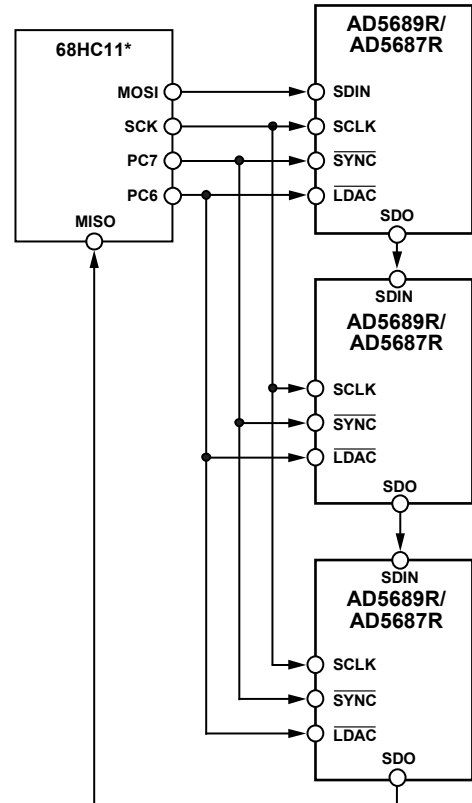 68HC11*
MOSI
SCK
PC7
PC6
MISO
AD5689R/
AD5687R
SDIN
SCLK
SYNC
LDAC
SDO
SDIN
AD5689R/
AD5687R
SCLK
SYNC
LDAC
SDO
SDIN
AD5689R/
AD5687R
SCLK
SYNC
LDAC
SDO